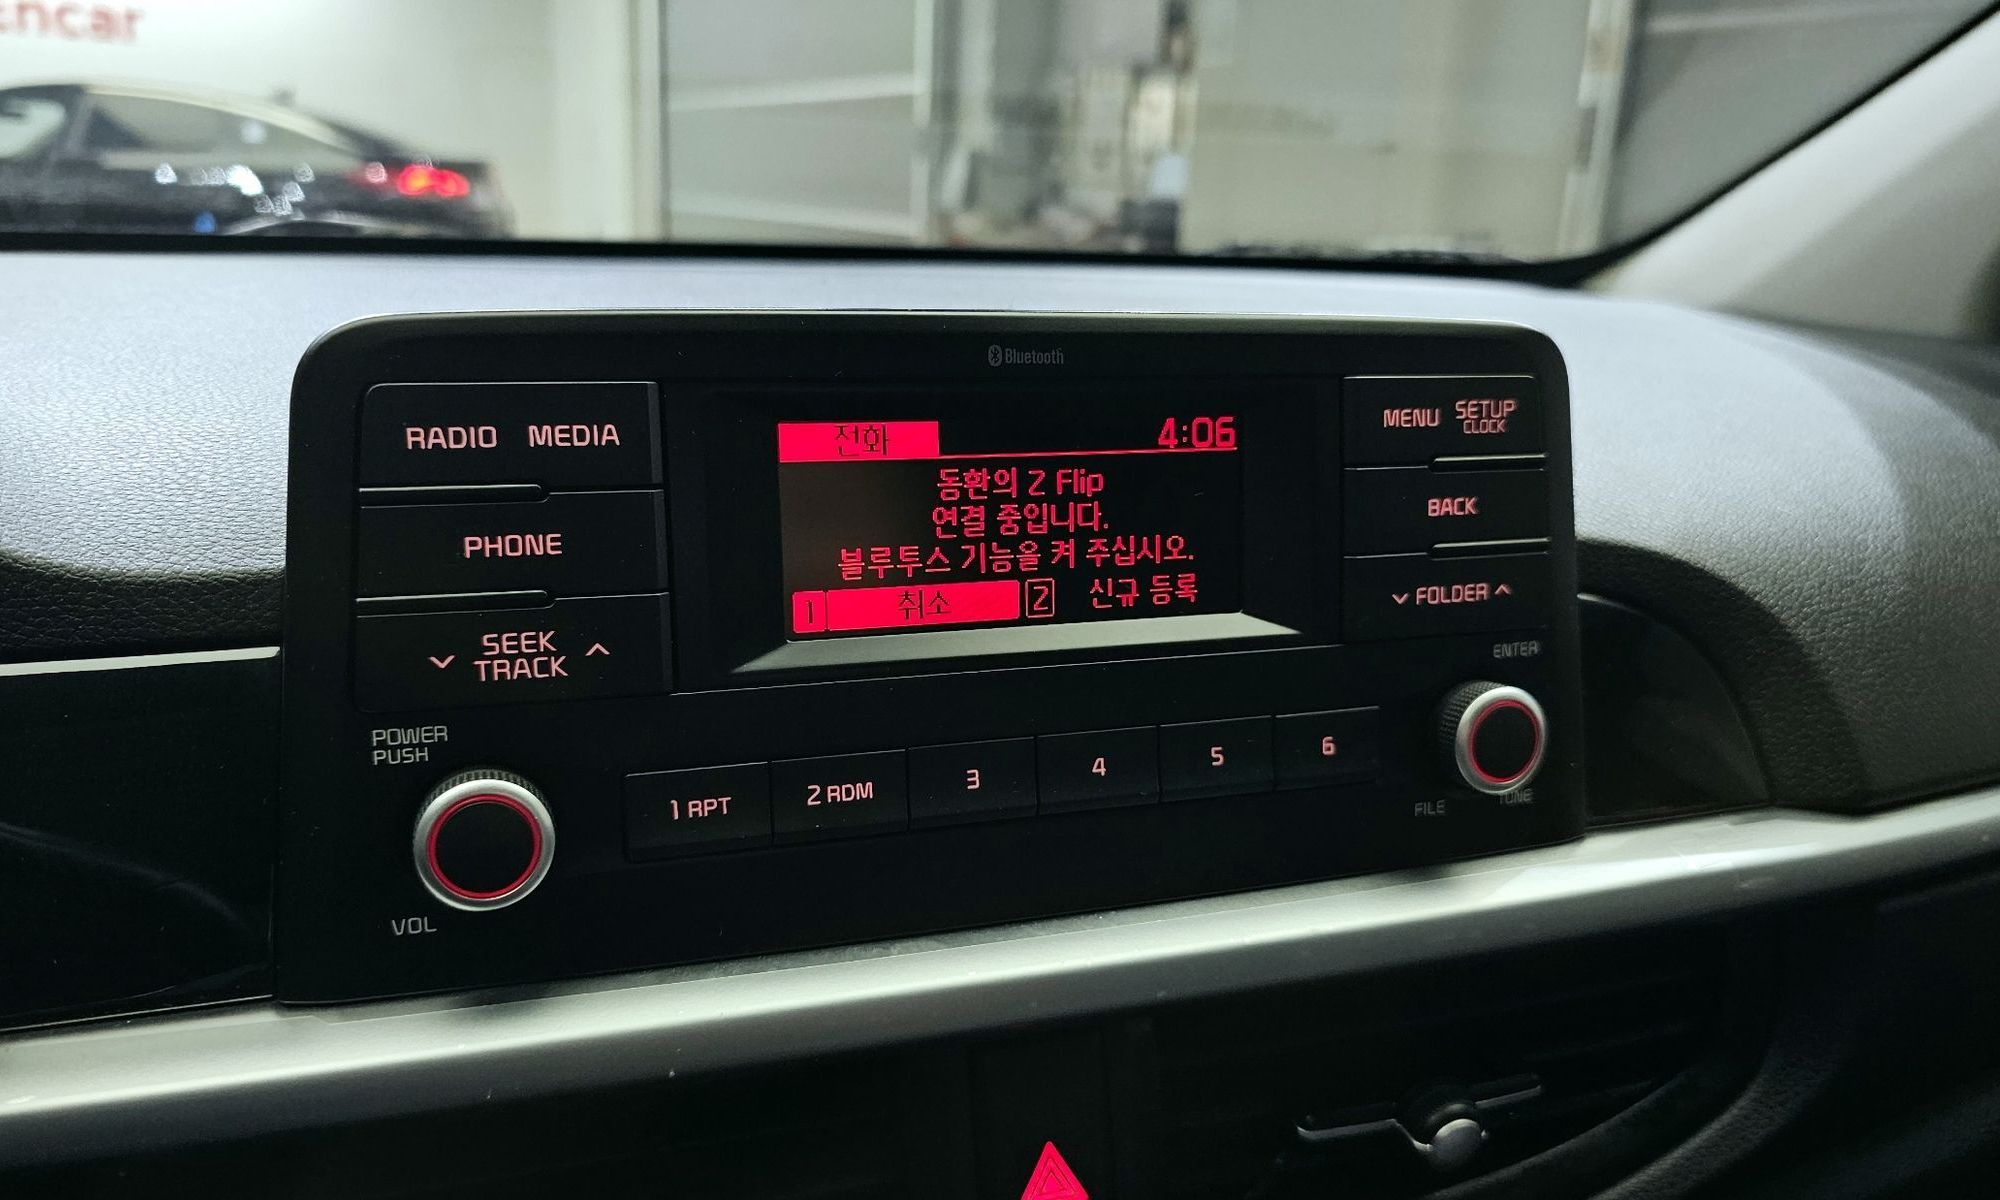 encar
Bluetooth
RADIO MEDIA
PHONE
SEEK
TRACK
POWER
PUSH
VOL
전화 4:06
동환의 Z Flip
연결 중입니다.
블루투스 기능을 켜 주십시오.
1 취소 2 신규 등록
MENU SETUP
CLOCK
BACK
FOLDER
ENTER
FILE TUNE
1 RPT 2 RDM 3 4 5 6